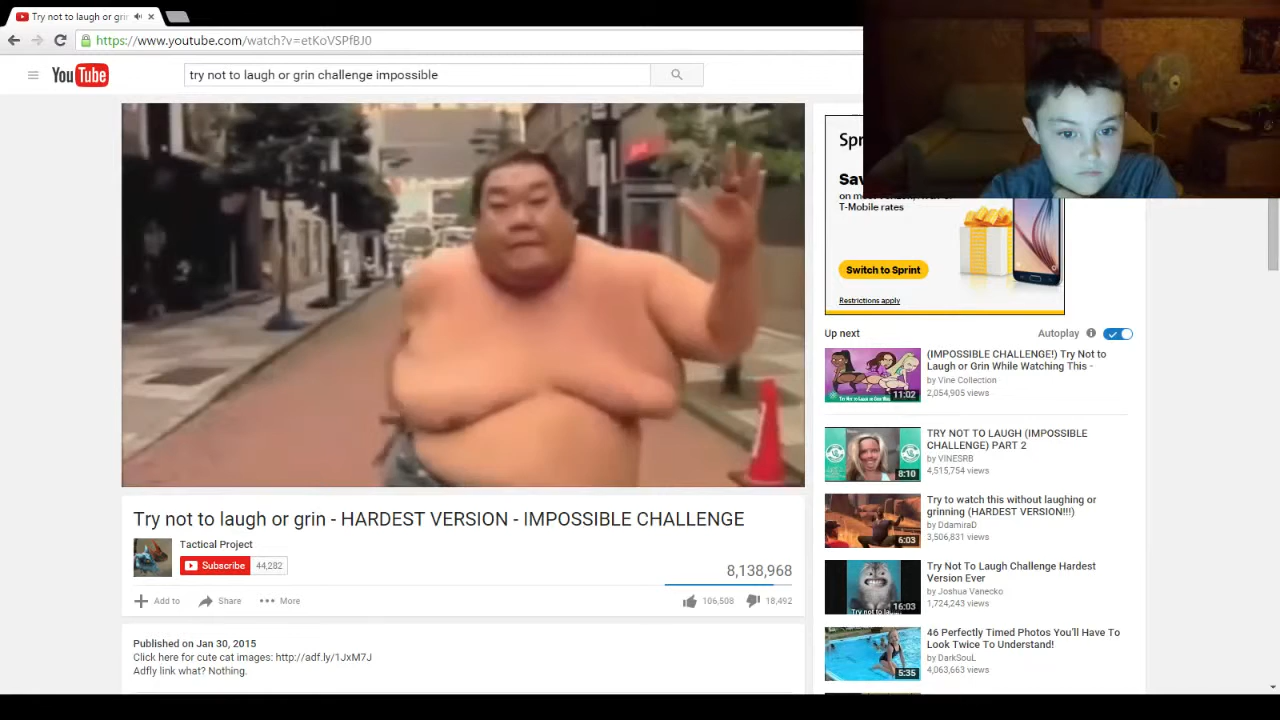 Try not to laugh or grin
https://www.youtube.com/watch?v=etKoVSPfBJ0
YouTube
try not to laugh or grin challenge impossible
T-Mobile rates
Switch to Sprint
Restrictions apply
Up next
Autoplay
(IMPOSSIBLE CHALLENGE!) Try Not to
Laugh or Grin While Watching This -
by Vine Collection
2,054,905 views
11:02
TRY NOT TO LAUGH (IMPOSSIBLE
CHALLENGE) PART 2
by VINESRB
4,515,754 views
8:10
Try to watch this without laughing or
grinning (HARDEST VERSION!!!)
by DdamiraD
3,506,831 views
6:03
Try Not To Laugh Challenge Hardest
Version Ever
by Joshua Vanecko
1,724,243 views
16:03
46 Perfectly Timed Photos You'll Have To
Look Twice To Understand!
by DarkSouL
4,063,663 views
5:35
Try not to laugh or grin - HARDEST VERSION - IMPOSSIBLE CHALLENGE
Tactical Project
Subscribe 44,282
8,138,968
Add to Share More 106,508 18,492
Published on Jan 30, 2015
Click here for cute cat images: http://adf.ly/1JxM7J
Adfly link what? Nothing.